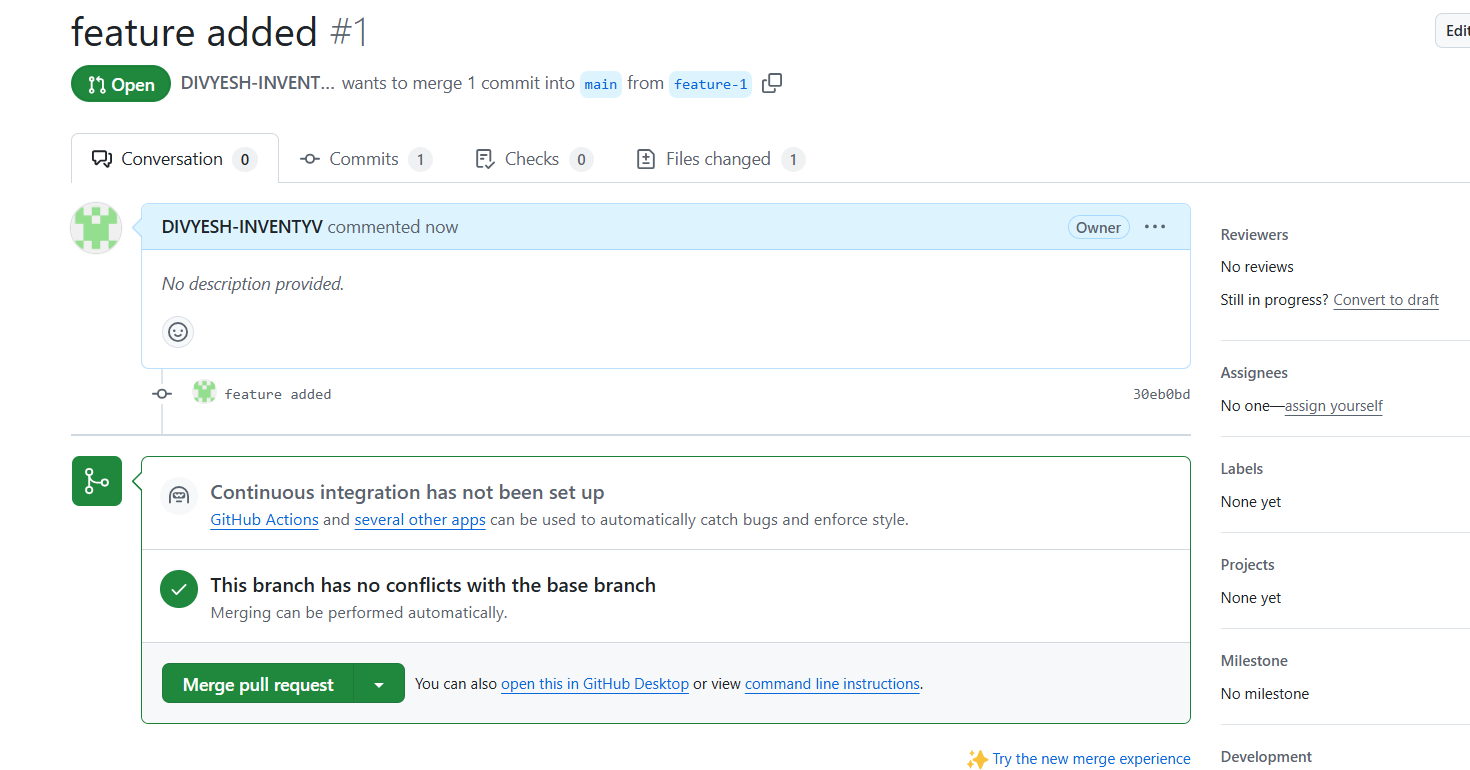 feature added #1
Edit
Open DIVYESH-INVENT... wants to merge 1 commit into main from feature-1
Conversation 0 Commits 1 Checks 0 Files changed 1
DIVYESH-INVENTYV commented now Owner ...
No description provided.
feature added 30eb0bd
Continuous integration has not been set up
GitHub Actions and several other apps can be used to automatically catch bugs and enforce style.
This branch has no conflicts with the base branch
Merging can be performed automatically.
Merge pull request You can also open this in GitHub Desktop or view command line instructions.
Try the new merge experience
Reviewers
No reviews
Still in progress? Convert to draft
Assignees
No one—assign yourself
Labels
None yet
Projects
None yet
Milestone
No milestone
Development